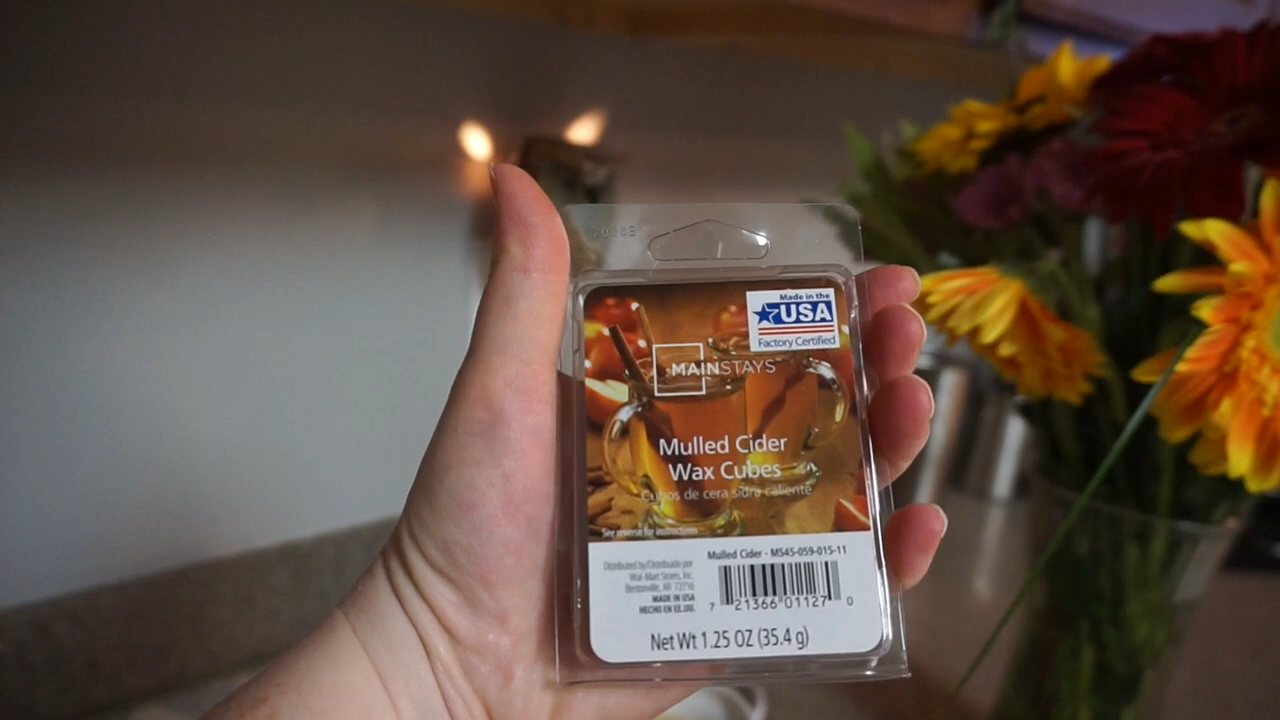 Made in the
USA
Factory Certified
MAINSTAYS
Mulled Cider
Wax Cubes
Cubos de cera sidra caliente
See reverse for instructions
Mulled Cider - MS45-059-015-11
Distributed by/Distribuido por
Wal-Mart Stores, Inc.
Bentonville, AR 72716
MADE IN USA
HECHO EN EE.UU.
7 21366 01127 0
Net Wt 1.25 OZ (35.4 g)